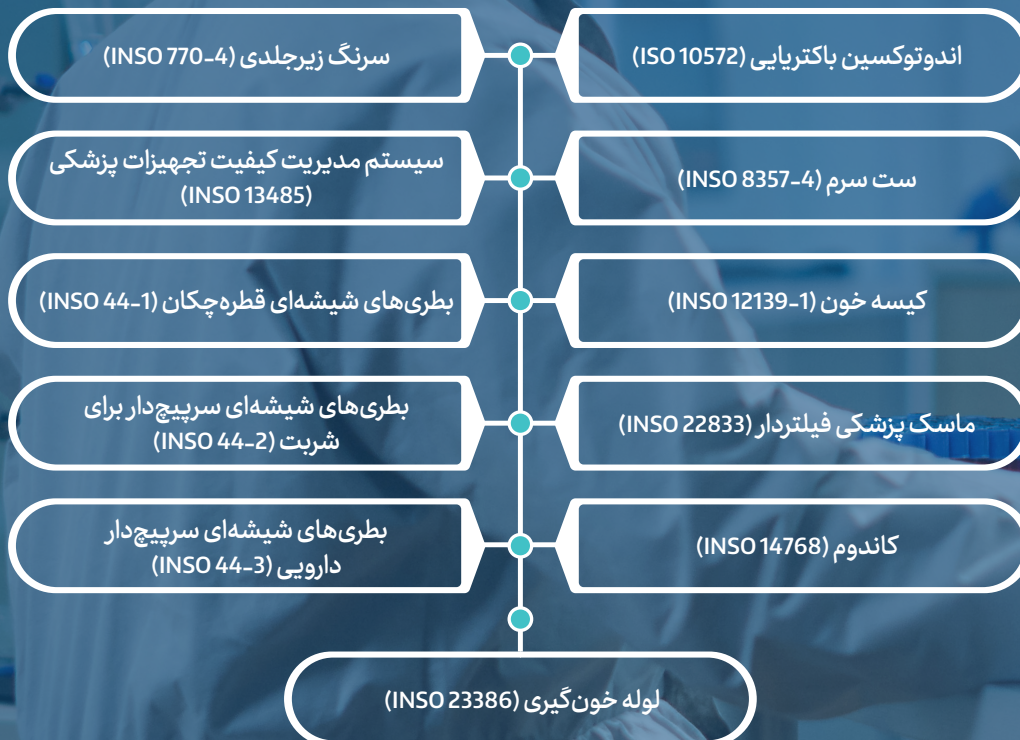 اندوتوکسین باکتریایی (ISO 10572)
سرنگ زیرجلدی (INSO 770-4)
ست سرم (INSO 8357-4)
سیستم مدیریت کیفیت تجهیزات پزشکی
(INSO 13485)
کیسه خون (INSO 12139-1)
بطری‌های شیشه‌ای قطره‌چکان (INSO 44-1)
ماسک پزشکی فیلتردار (INSO 22833)
بطری‌های شیشه‌ای سرپیچ‌دار برای
شربت (INSO 44-2)
کاندوم (INSO 14768)
بطری‌های شیشه‌ای سرپیچ‌دار
دارویی (INSO 44-3)
لوله خون‌گیری (INSO 23386)